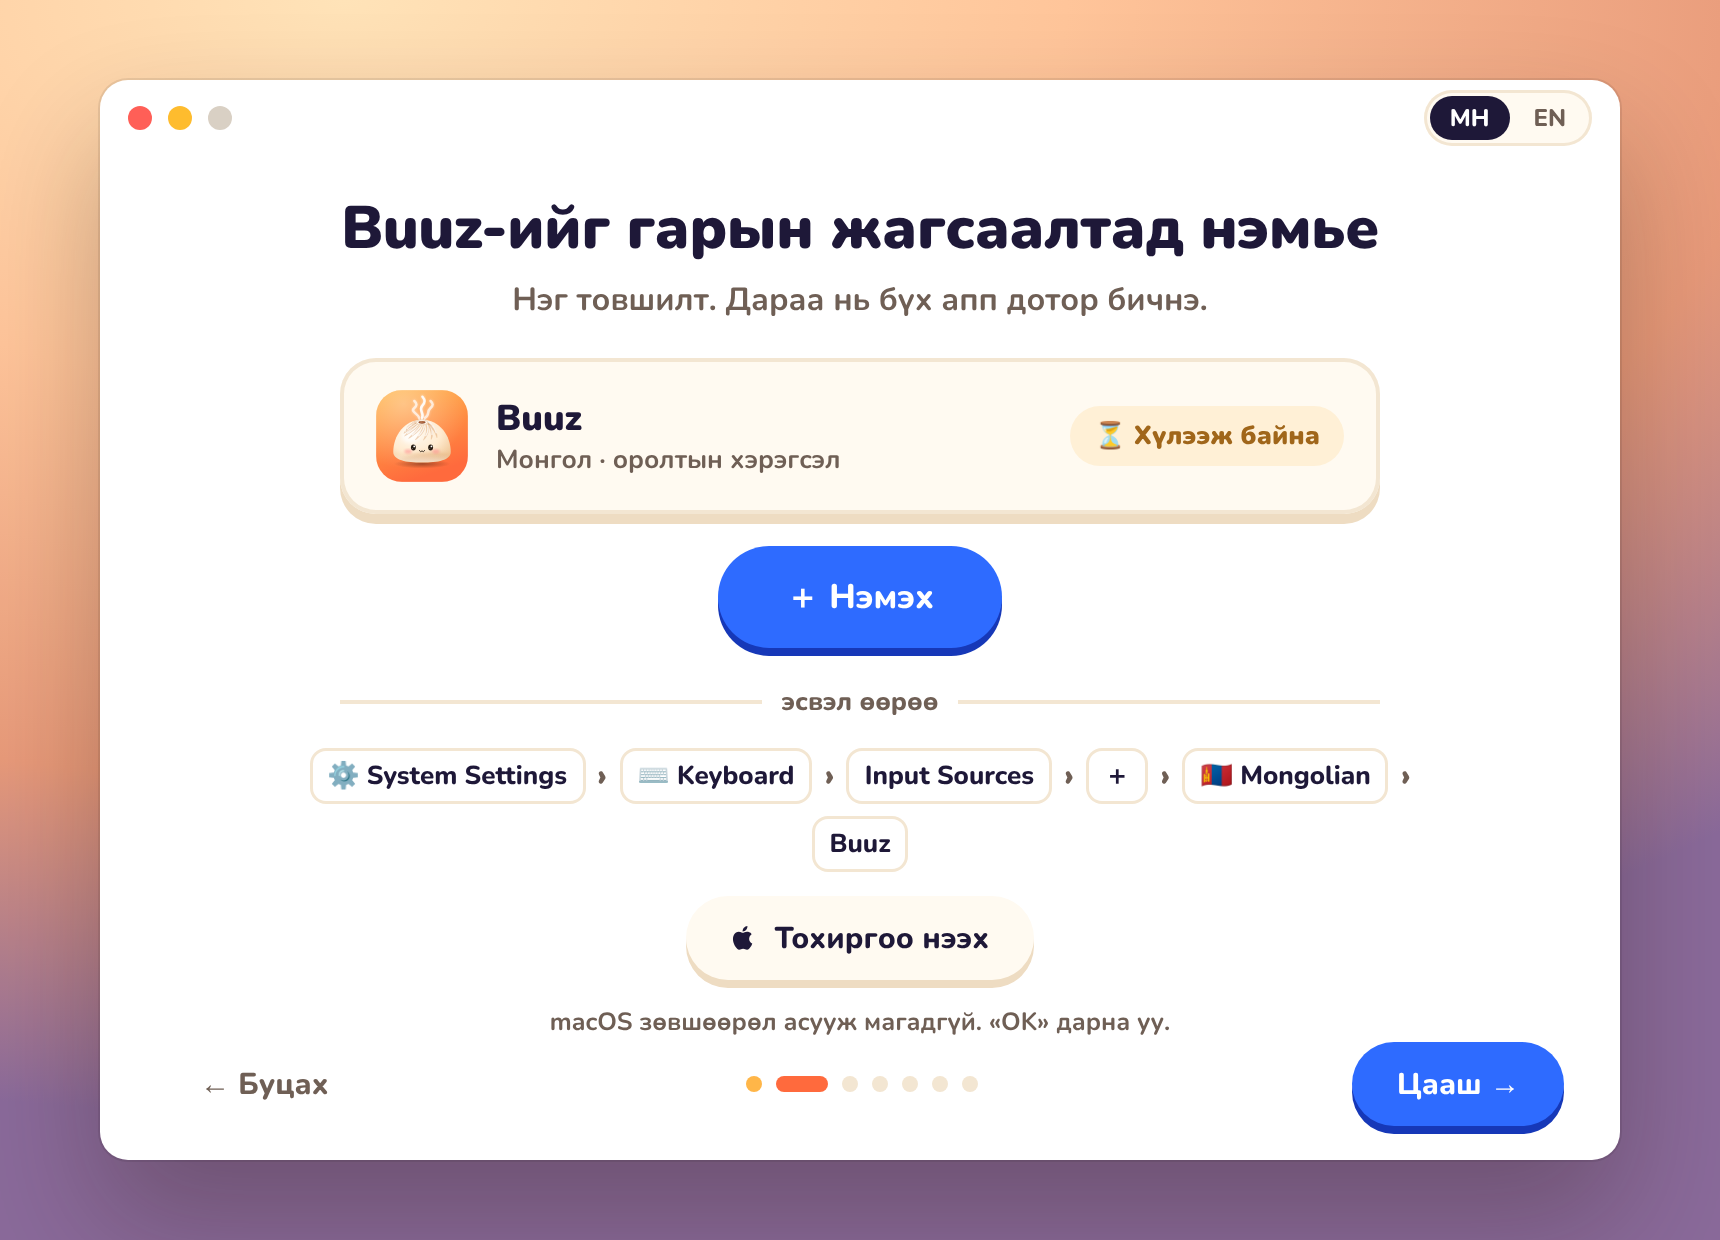 МН EN
Buuz-ийг гарын жагсаалтад нэмье
Нэг товшилт. Дараа нь бүх апп дотор бичнэ.
Buuz
Монгол · оролтын хэрэгсэл
⏳ Хүлээж байна
+ Нэмэх
эсвэл өөрөө
⚙️ System Settings › ⌨️ Keyboard › Input Sources › + › 🇲🇳 Mongolian ›
Buuz
Тохиргоо нээх
macOS зөвшөөрөл асууж магадгүй. «OK» дарна уу.
← Буцах
Цааш →